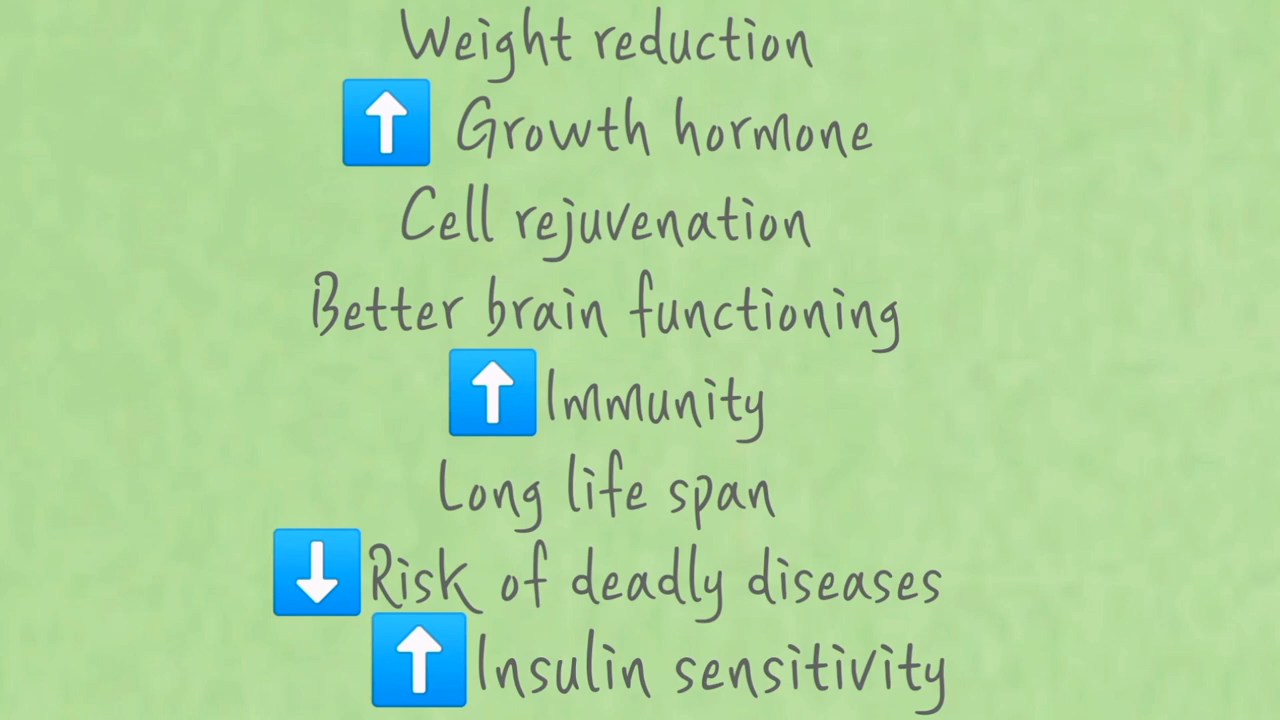 Weight reduction
⬆️ Growth hormone
Cell rejuvenation
Better brain functioning
⬆️Immunity
Long life span
⬇️Risk of deadly diseases
⬆️Insulin sensitivity